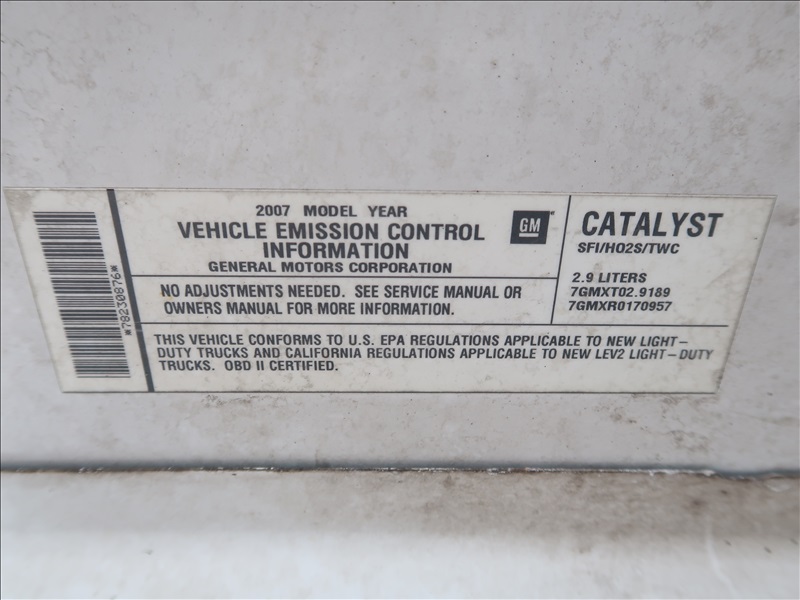 *78230876*
2007 MODEL YEAR
VEHICLE EMISSION CONTROL
INFORMATION
GENERAL MOTORS CORPORATION
GM
CATALYST
SFI/HO2S/TWC
2.9 LITERS
7GMXT02.9189
7GMXR0170957
NO ADJUSTMENTS NEEDED. SEE SERVICE MANUAL OR
OWNERS MANUAL FOR MORE INFORMATION.
THIS VEHICLE CONFORMS TO U.S. EPA REGULATIONS APPLICABLE TO NEW LIGHT-
DUTY TRUCKS AND CALIFORNIA REGULATIONS APPLICABLE TO NEW LEV2 LIGHT-DUTY
TRUCKS. OBD II CERTIFIED.